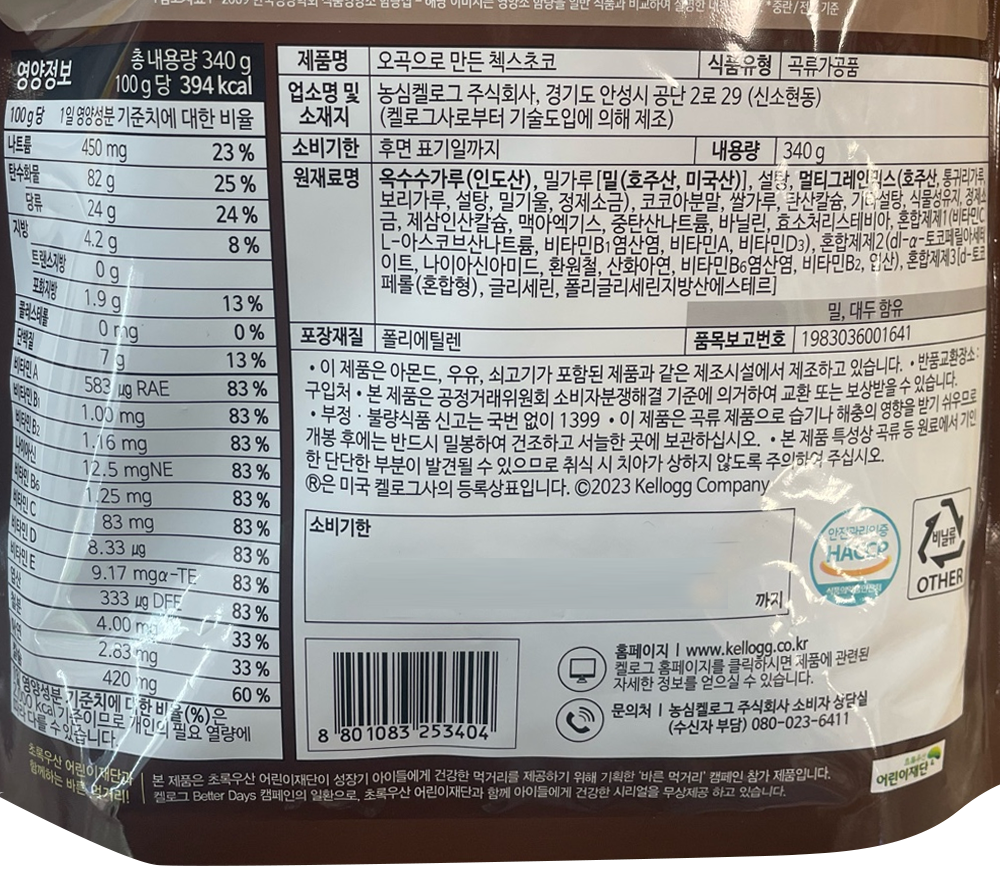 영양정보
총 내용량 340 g
100 g 당 394 kcal
100 g 당 1일 영양성분 기준치에 대한 비율
나트륨 450 mg 23 %
탄수화물 82 g 25 %
당류 24 g 24 %
지방 4.2 g 8 %
트랜스지방 0 g
포화지방 1.9 g 13 %
콜레스테롤 0 mg 0 %
단백질 7 g 13 %
비타민 A 583 µg RAE 83 %
비타민 B1 1.00 mg 83 %
비타민 B2 1.16 mg 83 %
나이아신 12.5 mgNE 83 %
비타민 B6 1.25 mg 83 %
비타민 C 83 mg 83 %
비타민 D 8.33 µg 83 %
비타민 E 9.17 mgα-TE 83 %
엽산 333 µg DFE 83 %
4.00 mg 33 %
2.83 mg 33 %
420 mg 60 %
영양성분 기준치에 대한 비율(%)은
kcal 기준이므로 개인의 필요 열량에
다를 수 있습니다.
제품명 오곡으로 만든 첵스초코 식품유형 곡류가공품
업소명 및 소재지 농심켈로그 주식회사, 경기도 안성시 공단 2로 29 (신소현동)
(켈로그사로부터 기술도입에 의해 제조)
소비기한 후면 표기일까지 내용량 340 g
원재료명 옥수수가루(인도산), 밀가루[밀(호주산, 미국산)], 설탕, 멀티그레인믹스(호주산, 통귀리가루,
보리가루, 설탕, 밀기울, 정제소금), 코코아분말, 쌀가루, 탄산칼슘, 기타설탕, 식물성유지, 정제소
금, 제삼인산칼슘, 맥아엑기스, 중탄산나트륨, 바닐린, 효소처리스테비아, 혼합제제1(비타민C,
L-아스코브산나트륨, 비타민B1염산염, 비타민A, 비타민D3), 혼합제제2(dl-α-토코페릴아세테
이트, 나이아신아미드, 환원철, 산화아연, 비타민B6염산염, 비타민B2, 엽산), 혼합제제3[d-토코
페롤(혼합형), 글리세린, 폴리글리세린지방산에스테르]
밀, 대두 함유
포장재질 폴리에틸렌 품목보고번호 1983036001641
• 이 제품은 아몬드, 우유, 쇠고기가 포함된 제품과 같은 제조시설에서 제조하고 있습니다. • 반품교환장소 :
구입처 • 본 제품은 공정거래위원회 소비자분쟁해결 기준에 의거하여 교환 또는 보상받을 수 있습니다.
• 부정 · 불량식품 신고는 국번 없이 1399 • 이 제품은 곡류 제품으로 습기나 해충의 영향을 받기 쉬우므로
개봉 후에는 반드시 밀봉하여 건조하고 서늘한 곳에 보관하십시오. • 본 제품 특성상 곡류 등 원료에서 기인
한 단단한 부분이 발견될 수 있으므로 취식 시 치아가 상하지 않도록 주의하여 주십시오.
®은 미국 켈로그사의 등록상표입니다. ©2023 Kellogg Company
소비기한
까지
안전관리인증
HACCP
비닐류
OTHER
8 801083 253404
홈페이지 | www.kellogg.co.kr
켈로그 홈페이지를 클릭하시면 제품에 관련된
자세한 정보를 얻으실 수 있습니다.
문의처 | 농심켈로그 주식회사 소비자 상담실
(수신자 부담) 080-023-6411
초록우산 어린이재단과
함께하는 바른 먹거리!
본 제품은 초록우산 어린이재단이 성장기 아이들에게 건강한 먹거리를 제공하기 위해 기획한 '바른 먹거리' 캠페인 참가 제품입니다.
켈로그 Better Days 캠페인의 일환으로, 초록우산 어린이재단과 함께 아이들에게 건강한 시리얼을 무상제공 하고 있습니다.
초록우산
어린이재단